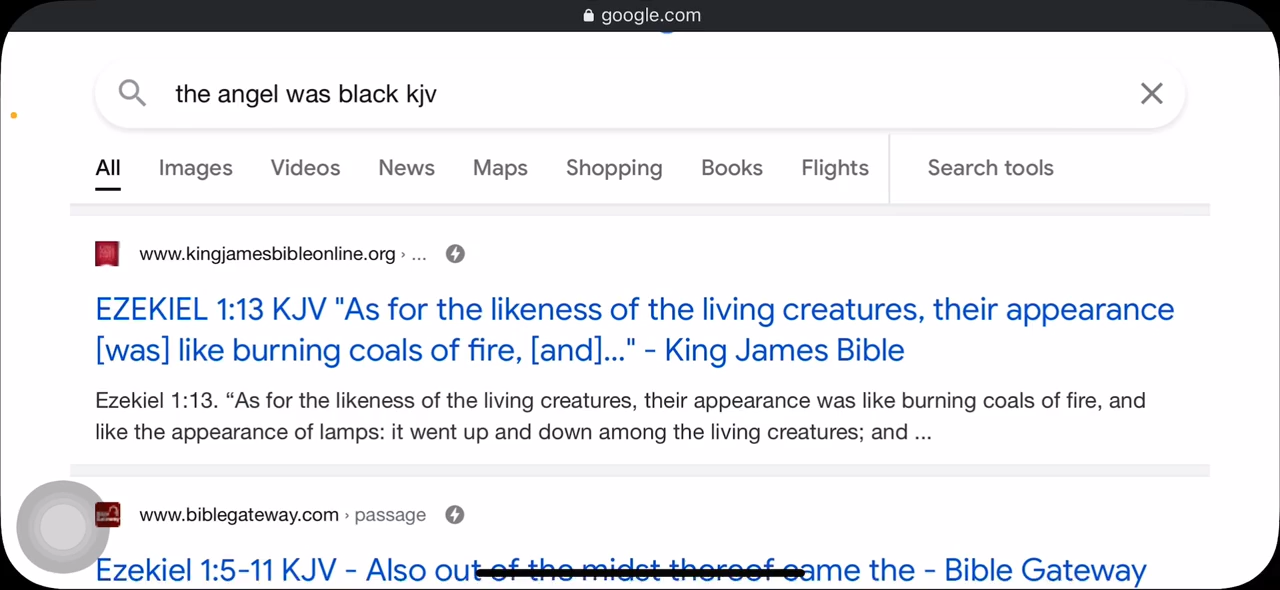 google.com
the angel was black kjv
All Images Videos News Maps Shopping Books Flights Search tools
www.kingjamesbibleonline.org › ...
EZEKIEL 1:13 KJV "As for the likeness of the living creatures, their appearance
[was] like burning coals of fire, [and]..." - King James Bible
Ezekiel 1:13. “As for the likeness of the living creatures, their appearance was like burning coals of fire, and
like the appearance of lamps: it went up and down among the living creatures; and ...
www.biblegateway.com › passage
Ezekiel 1:5-11 KJV - Also out of the midst thereof came the - Bible Gateway